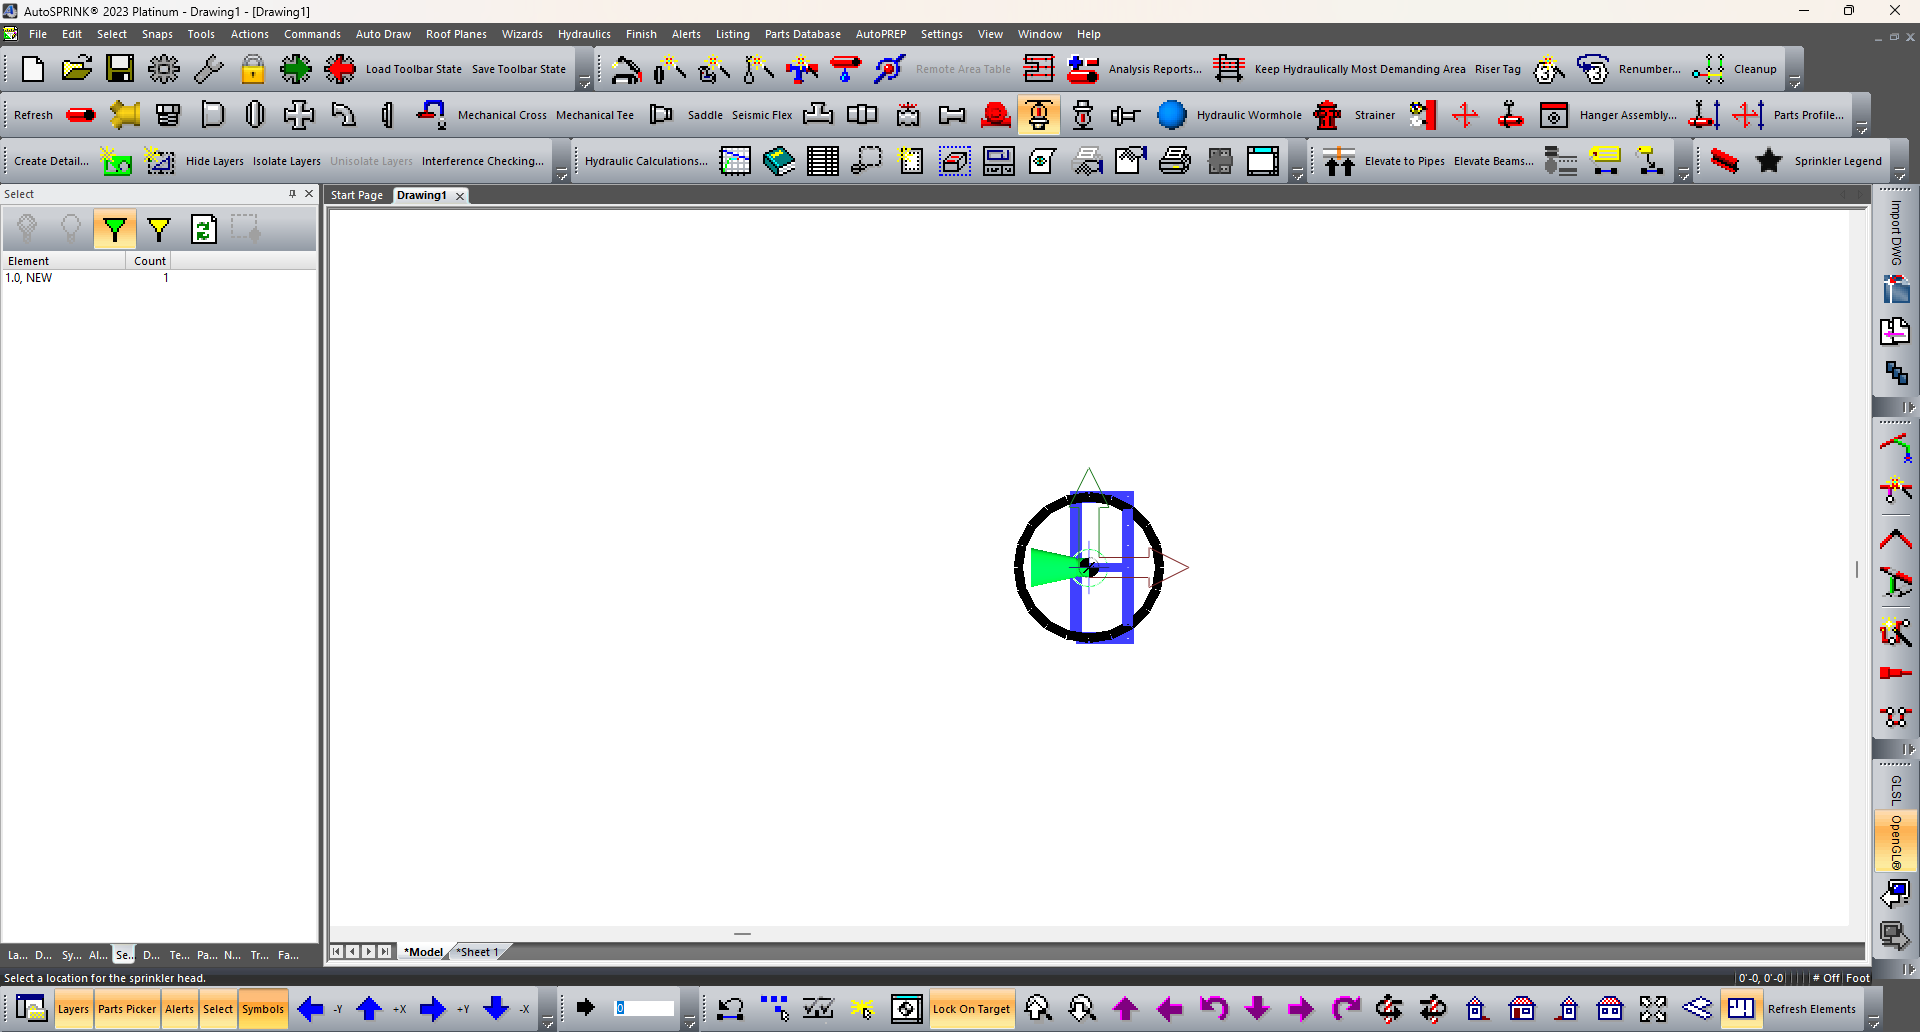 AutoSPRINK® 2023 Platinum - Drawing1 - [Drawing1]
File Edit Select Snaps Tools Actions Commands Auto Draw Roof Planes Wizards Hydraulics Finish Alerts Listing Parts Database AutoPREP Settings View Window Help
Load Toolbar State Save Toolbar State Remote Area Table Analysis Reports... Keep Hydraulically Most Demanding Area Riser Tag Renumber... Cleanup
Refresh Mechanical Cross Mechanical Tee Saddle Seismic Flex Hydraulic Wormhole Strainer Hanger Assembly... Parts Profile...
Create Detail... Hide Layers Isolate Layers Unisolate Layers Interference Checking... Hydraulic Calculations... Elevate to Pipes Elevate Beams... Sprinkler Legend
Select
Start Page Drawing1
Element Count
1.0, NEW 1
Import DWG
GLSL
OpenGL®
La... D... Sy... Al... Se... D... Te... Pa... N... Tr... Fa...
*Model *Sheet 1
Select a location for the sprinkler head.
0'-0, 0'-0 # Off Foot
Layers Parts Picker Alerts Select Symbols -Y +X +Y -X 0 Lock On Target Refresh Elements